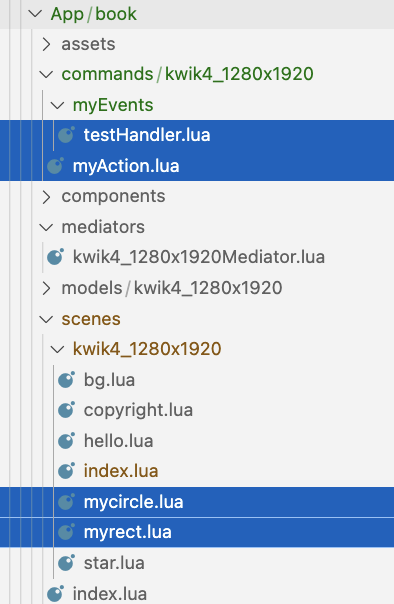 App/book
assets
commands/kwik4_1280x1920
myEvents
testHandler.lua
myAction.lua
components
mediators
kwik4_1280x1920Mediator.lua
models/kwik4_1280x1920
scenes
kwik4_1280x1920
bg.lua
copyright.lua
hello.lua
index.lua
mycircle.lua
myrect.lua
star.lua
index.lua